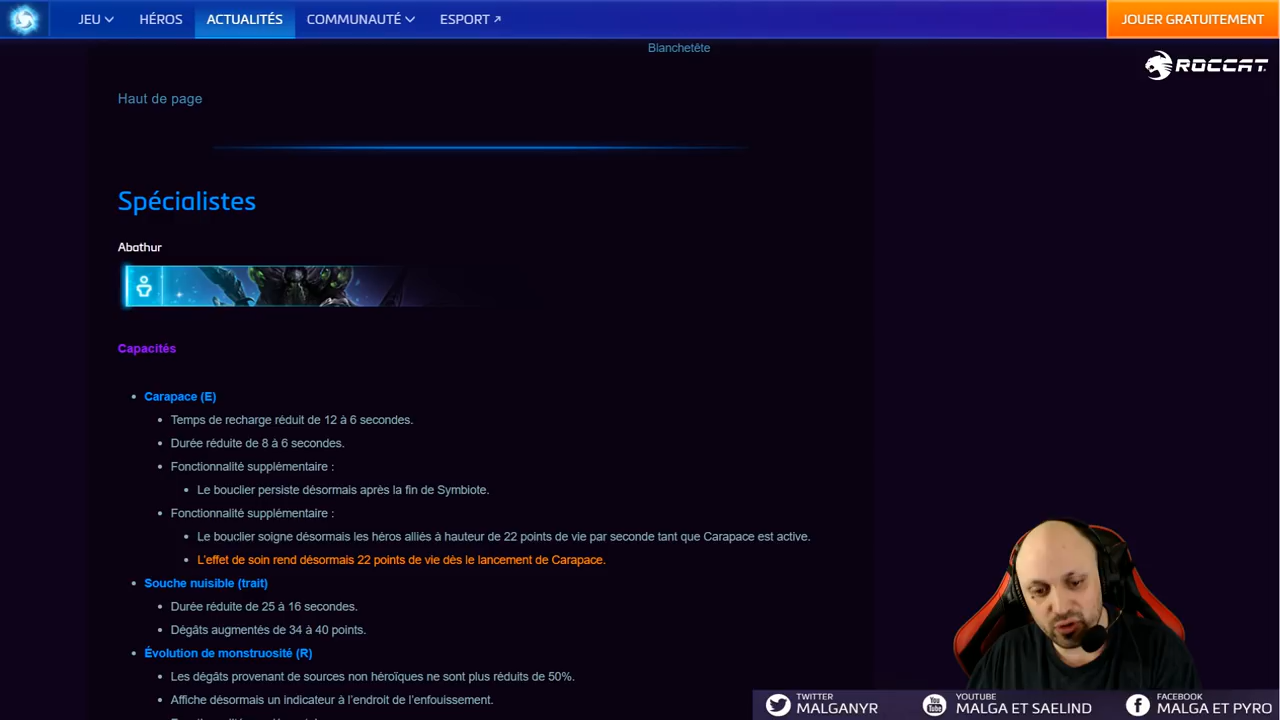 JEU HÉROS ACTUALITÉS COMMUNAUTÉ ESPORT JOUER GRATUITEMENT
Blanchetête
ROCCAT
Haut de page
Spécialistes
Abathur
Capacités
Carapace (E)
Temps de recharge réduit de 12 à 6 secondes.
Durée réduite de 8 à 6 secondes.
Fonctionnalité supplémentaire :
Le bouclier persiste désormais après la fin de Symbiote.
Fonctionnalité supplémentaire :
Le bouclier soigne désormais les héros alliés à hauteur de 22 points de vie par seconde tant que Carapace est active.
L'effet de soin rend désormais 22 points de vie dès le lancement de Carapace.
Souche nuisible (trait)
Durée réduite de 25 à 16 secondes.
Dégâts augmentés de 34 à 40 points.
Évolution de monstruosité (R)
Les dégâts provenant de sources non héroïques ne sont plus réduits de 50%.
Affiche désormais un indicateur à l'endroit de l'enfouissement.
TWITTER
MALGANYR
YOUTUBE
MALGA ET SAELIND
FACEBOOK
MALGA ET PYRO